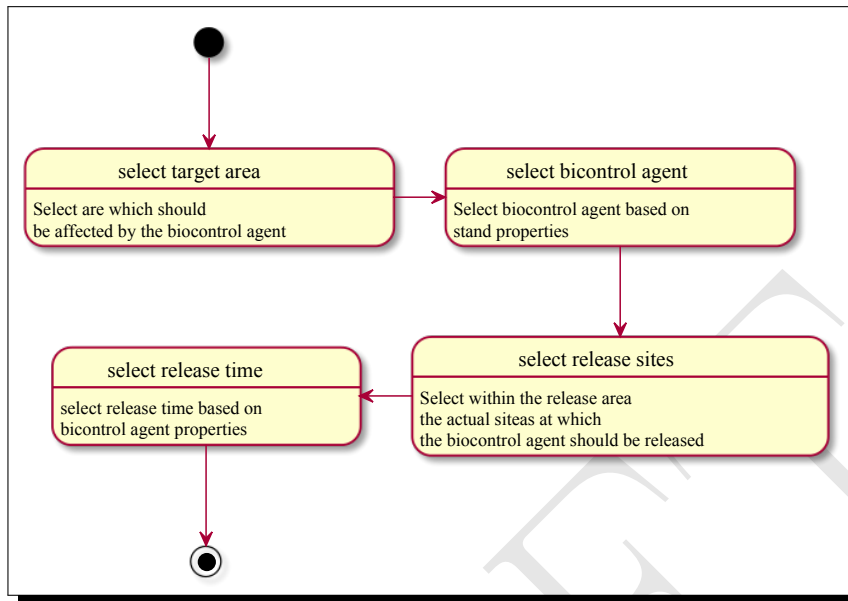 select target area
Select are which should
be affected by the biocontrol agent
select bicontrol agent
Select biocontrol agent based on
stand properties
select release sites
Select within the release area
the actual siteas at which
the biocontrol agent should be released
select release time
select release time based on
bicontrol agent properties